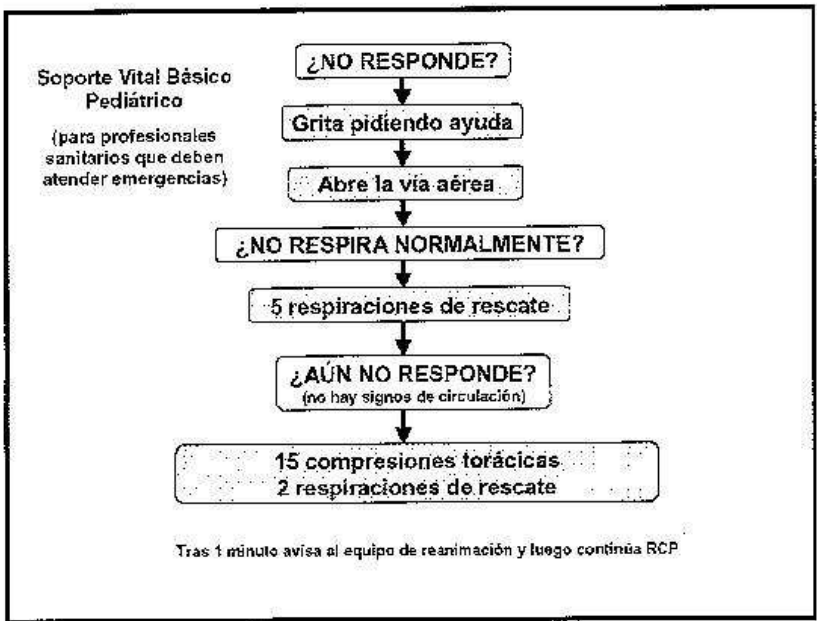 Soporte Vital Básico
Pediátrico
(para profesionales
sanitarios que deben
atender emergencias)
¿NO RESPONDE?
Grita pidiendo ayuda
Abre la vía aérea
¿NO RESPIRA NORMALMENTE?
5 respiraciones de rescate
¿AÚN NO RESPONDE?
(no hay signos de circulación)
15 compresiones torácicas
2 respiraciones de rescate
Tras 1 minuto avisa al equipo de reanimación y luego continúa RCP